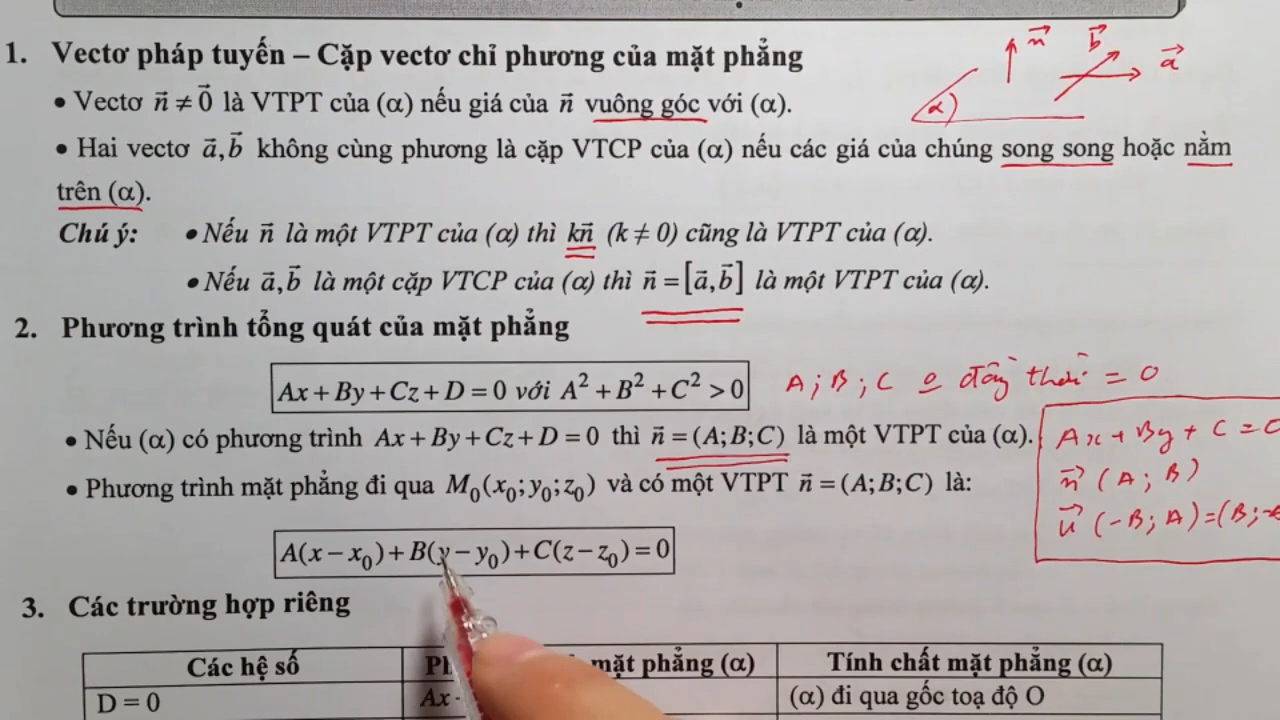 1. Vectơ pháp tuyến – Cặp vectơ chỉ phương của mặt phẳng
n⃗ b⃗ a⃗
α)
• Vectơ n⃗ ≠ 0⃗ là VTPT của (α) nếu giá của n⃗ vuông góc với (α).
• Hai vectơ a⃗,b⃗ không cùng phương là cặp VTCP của (α) nếu các giá của chúng song song hoặc nằm
trên (α).
Chú ý: • Nếu n⃗ là một VTPT của (α) thì kn⃗ (k ≠ 0) cũng là VTPT của (α).
• Nếu a⃗,b⃗ là một cặp VTCP của (α) thì n⃗ = [a⃗,b⃗] là một VTPT của (α).
2. Phương trình tổng quát của mặt phẳng
Ax + By + Cz + D = 0 với A² + B² + C² > 0
A ; B ; C đồng thời = 0
• Nếu (α) có phương trình Ax + By + Cz + D = 0 thì n⃗ = (A;B;C) là một VTPT của (α).
Ax + By + C =
n⃗ (A ; B)
u⃗ (-B ; A) = (B ; -
• Phương trình mặt phẳng đi qua M₀(x₀;y₀;z₀) và có một VTPT n⃗ = (A;B;C) là:
A(x − x₀) + B(y − y₀) + C(z − z₀) = 0
3. Các trường hợp riêng
Các hệ số mặt phẳng (α) Tính chất mặt phẳng (α)
D = 0 Ax (α) đi qua gốc toạ độ O